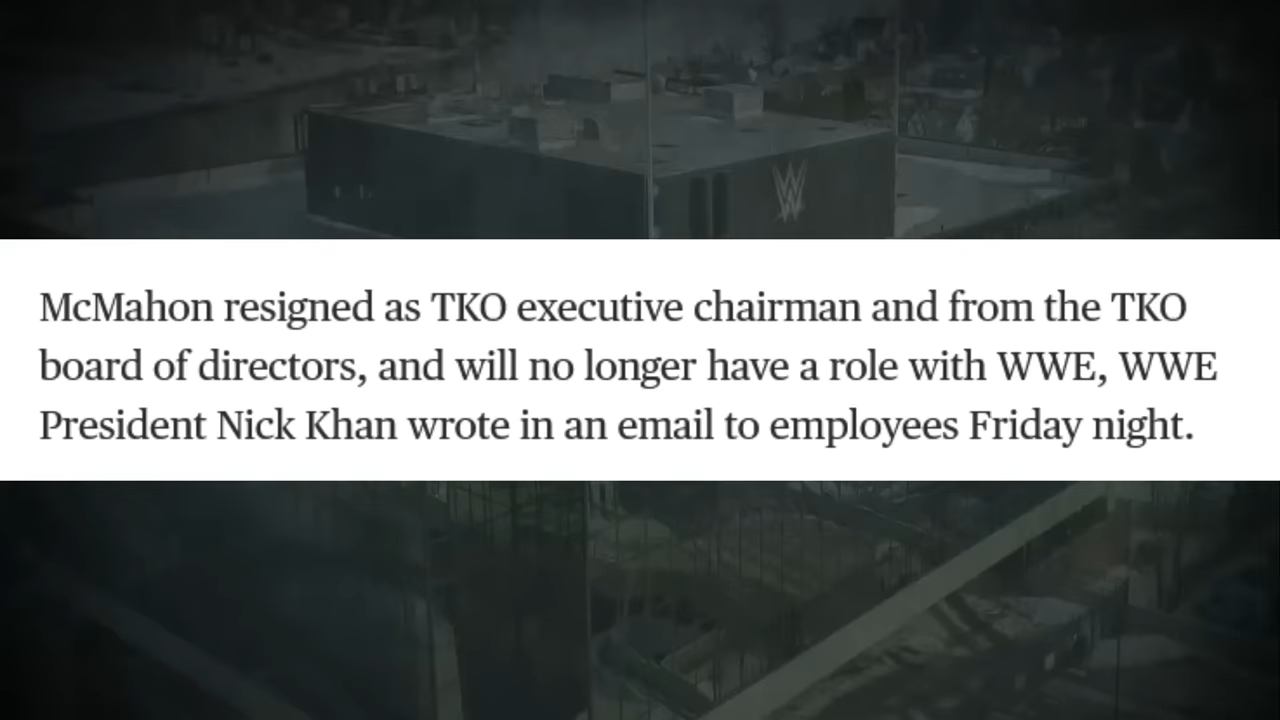 McMahon resigned as TKO executive chairman and from the TKO
board of directors, and will no longer have a role with WWE, WWE
President Nick Khan wrote in an email to employees Friday night.